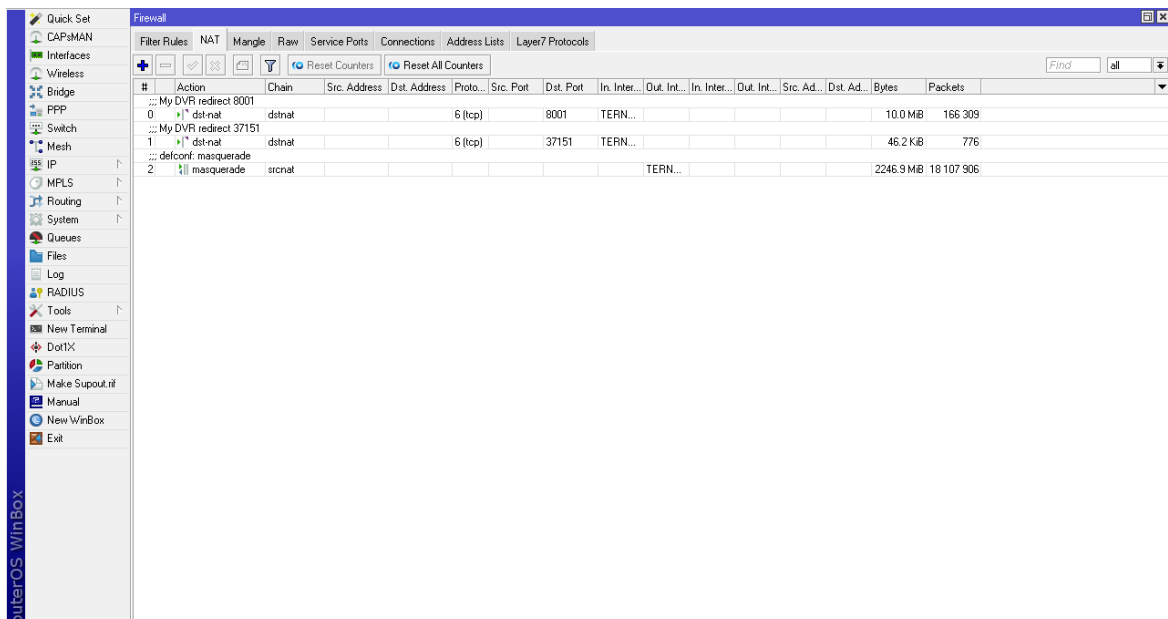 Quick Set
CAPsMAN
Interfaces
Wireless
Bridge
PPP
Switch
Mesh
IP
MPLS
Routing
System
Queues
Files
Log
RADIUS
Tools
New Terminal
Dot1X
Partition
Make Supout.rif
Manual
New WinBox
Exit
outerOS WinBox
Firewall
Filter Rules NAT Mangle Raw Service Ports Connections Address Lists Layer7 Protocols
Reset Counters Reset All Counters Find all
# Action Chain Src. Address Dst. Address Proto... Src. Port Dst. Port In. Inter... Out. Int... In. Inter... Out. Int... Src. Ad... Dst. Ad... Bytes Packets
;;; My DVR redirect 8001
0 dst-nat dstnat 6 (tcp) 8001 TERN... 10.0 MiB 166 309
;;; My DVR redirect 37151
1 dst-nat dstnat 6 (tcp) 37151 TERN... 46.2 KiB 776
;;; defconf: masquerade
2 masquerade srcnat TERN... 2246.9 MiB 18 107 906